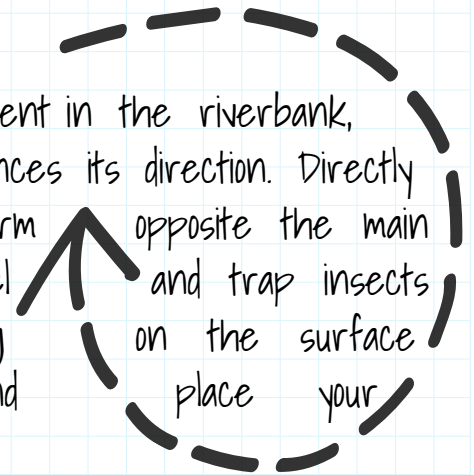 ent in the riverbank,
nces its direction. Directly
rm opposite the main
el and trap insects
y on the surface
nd place your